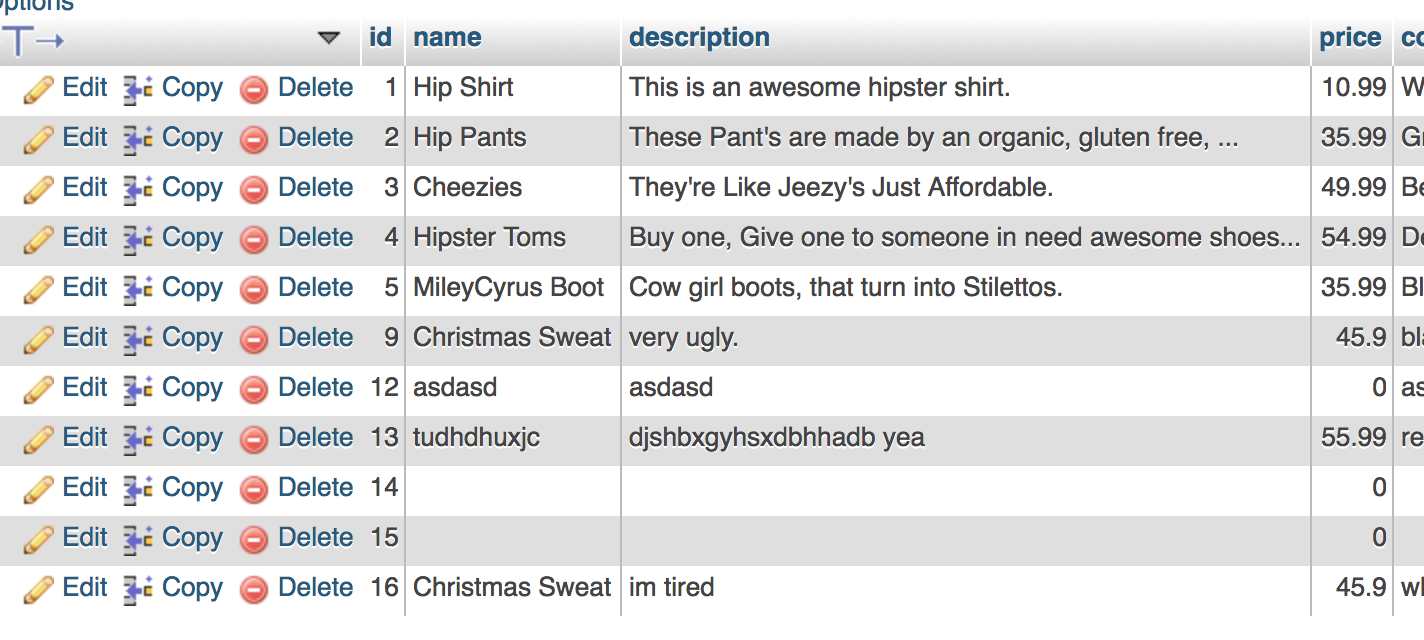 Options
id name description price
Edit Copy Delete 1 Hip Shirt This is an awesome hipster shirt. 10.99 W
Edit Copy Delete 2 Hip Pants These Pant's are made by an organic, gluten free, ... 35.99 Gr
Edit Copy Delete 3 Cheezies They're Like Jeezy's Just Affordable. 49.99 Be
Edit Copy Delete 4 Hipster Toms Buy one, Give one to someone in need awesome shoes... 54.99 De
Edit Copy Delete 5 MileyCyrus Boot Cow girl boots, that turn into Stilettos. 35.99 Bl
Edit Copy Delete 9 Christmas Sweat very ugly. 45.9 bla
Edit Copy Delete 12 asdasd asdasd 0 as
Edit Copy Delete 13 tudhdhuxjc djshbxgyhsxdbhhadb yea 55.99 re
Edit Copy Delete 14 0
Edit Copy Delete 15 0
Edit Copy Delete 16 Christmas Sweat im tired 45.9 wh